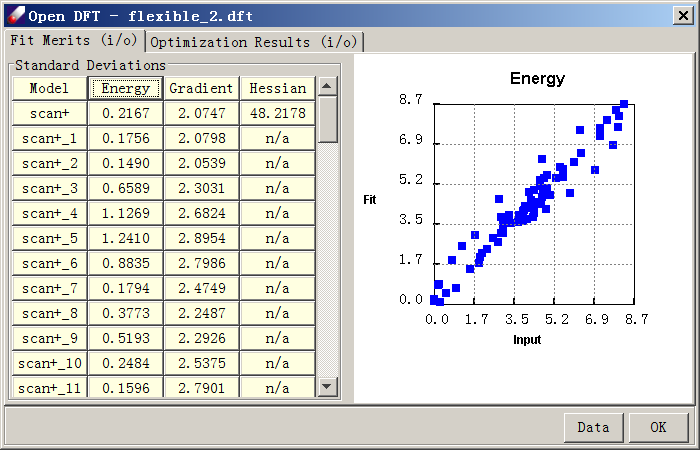 Open DFT - flexible_2.dft
Fit Merits (i/o) Optimization Results (i/o)
Standard Deviations
Model Energy Gradient Hessian
scan+ 0.2167 2.0747 48.2178
scan+_1 0.1756 2.0798 n/a
scan+_2 0.1490 2.0539 n/a
scan+_3 0.6589 2.3031 n/a
scan+_4 1.1269 2.6824 n/a
scan+_5 1.2410 2.8954 n/a
scan+_6 0.8835 2.7986 n/a
scan+_7 0.1794 2.4749 n/a
scan+_8 0.3773 2.2487 n/a
scan+_9 0.5193 2.2926 n/a
scan+_10 0.2484 2.5375 n/a
scan+_11 0.1596 2.7901 n/a
Energy
8.7
6.9
5.2
Fit
3.5
1.7
0.0
0.0 1.7 3.5 5.2 6.9 8.7
Input
Data OK